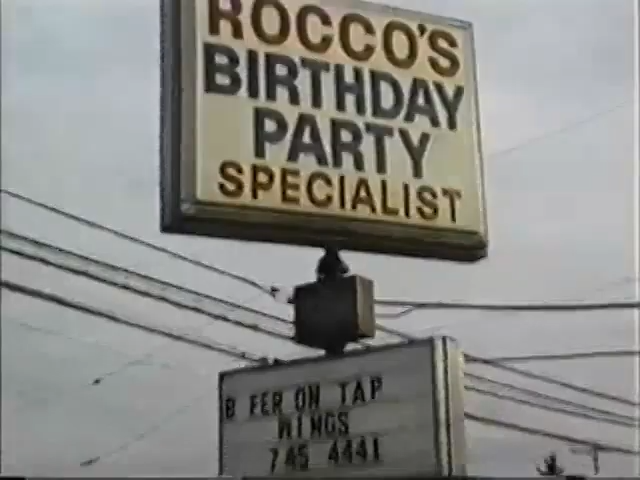 ROCCO'S
BIRTHDAY
PARTY
SPECIALIST
B FER ON TAP
WINGS
745 4441